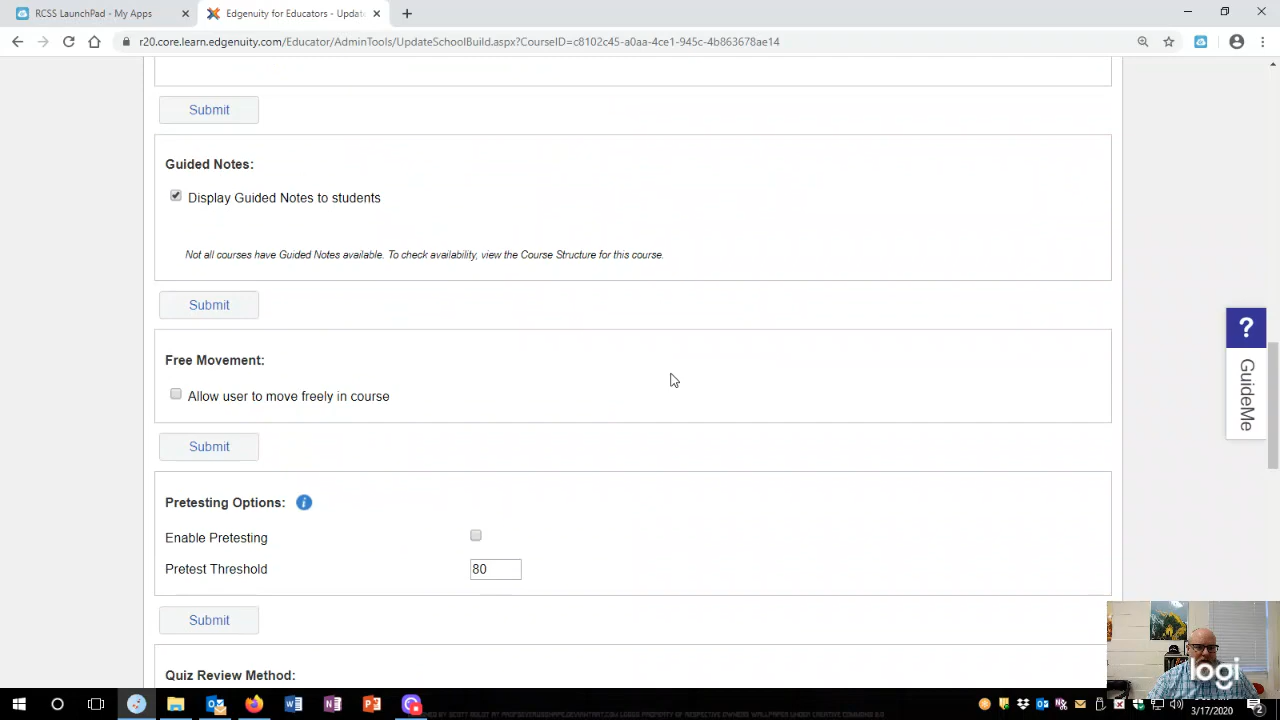 RCSS LaunchPad - My Apps
Edgenuity for Educators - Updat
r20.core.learn.edgenuity.com/Educator/AdminTools/UpdateSchoolBuild.aspx?CourseID=c8102c45-a0aa-4ce1-945c-4b863678ae14
Submit
Guided Notes:
Display Guided Notes to students
Not all courses have Guided Notes available. To check availability, view the Course Structure for this course.
Submit
Free Movement:
Allow user to move freely in course
Submit
Pretesting Options:
Enable Pretesting
Pretest Threshold
80
Submit
Quiz Review Method:
?
GuideMe
logi
3/17/2020
2